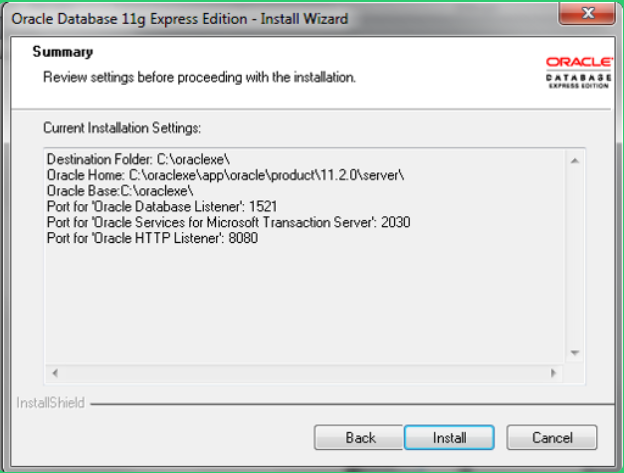 Oracle Database 11g Express Edition - Install Wizard
Summary
Review settings before proceeding with the installation.
ORACLE
DATABASE
EXPRESS EDITION
Current Installation Settings:
Destination Folder: C:\oraclexe\
Oracle Home: C:\oraclexe\app\oracle\product\11.2.0\server\
Oracle Base:C:\oraclexe\
Port for 'Oracle Database Listener': 1521
Port for 'Oracle Services for Microsoft Transaction Server': 2030
Port for 'Oracle HTTP Listener': 8080
InstallShield
Back
Install
Cancel